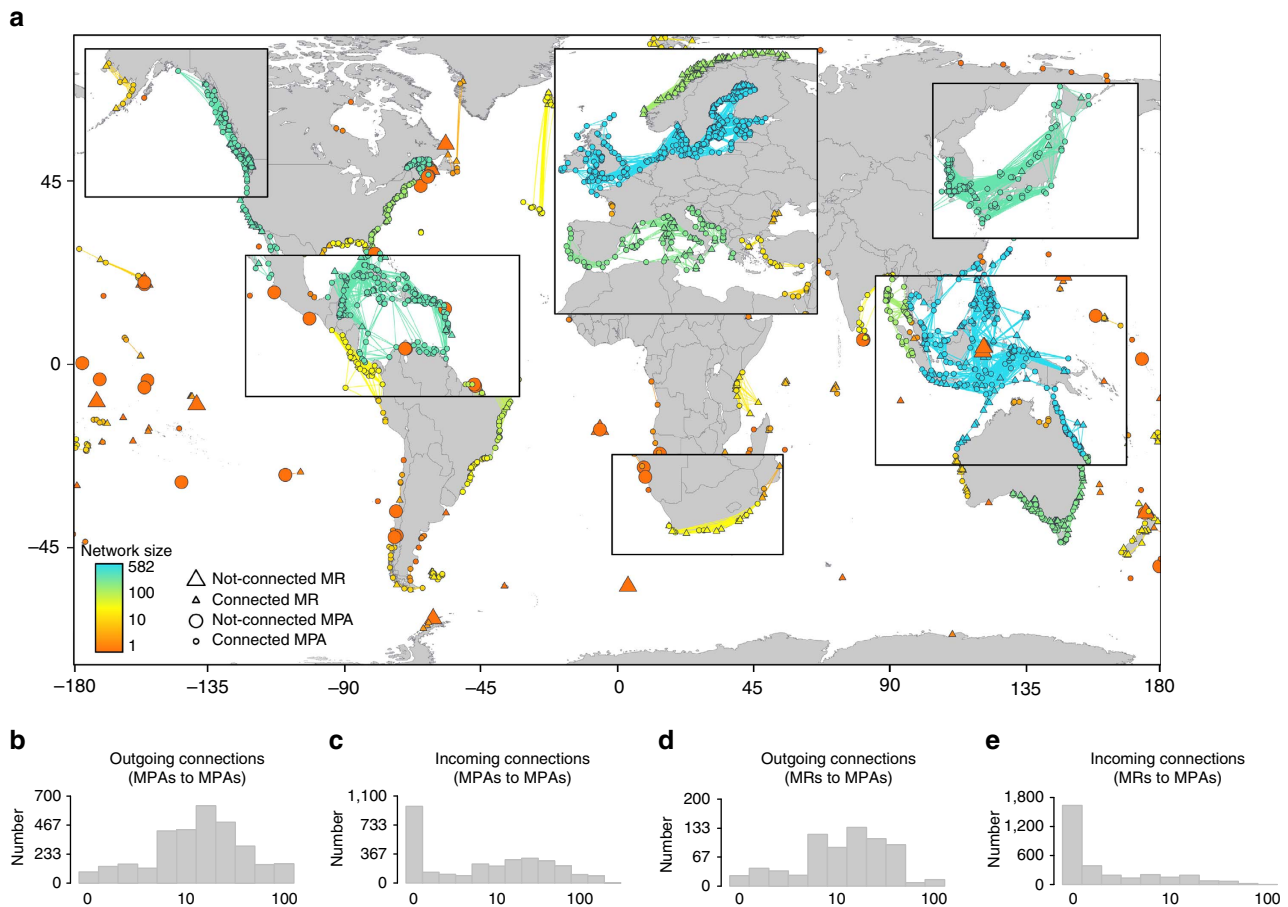 a
45
0
−45
Network size
582
100
10
1
Not-connected MR
Connected MR
Not-connected MPA
Connected MPA
−180
−135
−90
−45
0
45
90
135
180
b
Outgoing connections
(MPAs to MPAs)
Number
700
467
233
0
0
10
100
c
Incoming connections
(MPAs to MPAs)
Number
1,100
733
367
0
0
10
100
d
Outgoing connections
(MRs to MPAs)
Number
200
133
67
0
0
10
100
e
Incoming connections
(MRs to MPAs)
Number
1,800
1,200
600
0
0
10
100